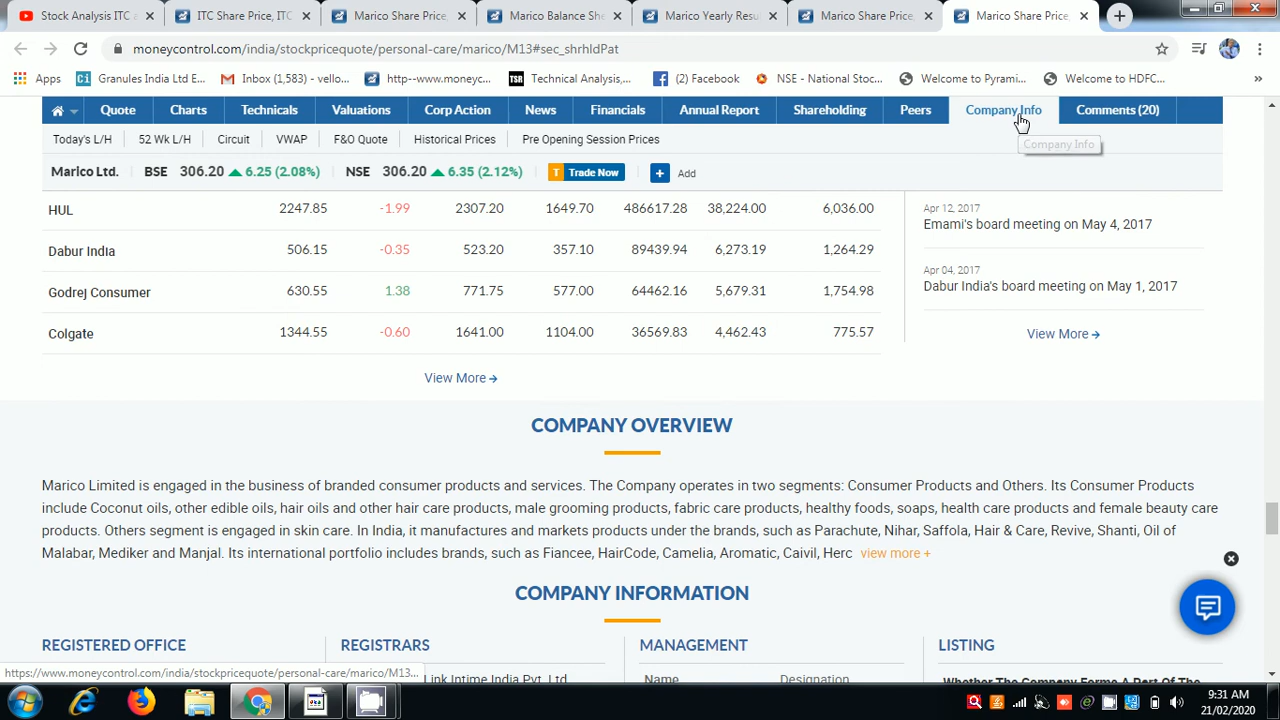 Stock Analysis ITC a
ITC Share Price, ITC
Marico Share Price,
Marico Balance She
Marico Yearly Resu
Marico Share Price,
Marico Share Price,
moneycontrol.com/india/stockpricequote/personal-care/marico/M13#sec_shrhldPat
Apps
Granules India Ltd E...
Inbox (1,583) - vello...
http--www.moneyc...
Technical Analysis,...
(2) Facebook
NSE - National Stoc...
Welcome to Pyrami...
Welcome to HDFC...
»
Quote
Charts
Technicals
Valuations
Corp Action
News
Financials
Annual Report
Shareholding
Peers
Company Info
Comments (20)
Today's L/H
52 Wk L/H
Circuit
VWAP
F&O Quote
Historical Prices
Pre Opening Session Prices
Company Info
Marico Ltd. BSE 306.20 6.25 (2.08%) NSE 306.20 6.35 (2.12%) T Trade Now + Add
HUL 2247.85 -1.99 2307.20 1649.70 486617.28 38,224.00 6,036.00
Dabur India 506.15 -0.35 523.20 357.10 89439.94 6,273.19 1,264.29
Godrej Consumer 630.55 1.38 771.75 577.00 64462.16 5,679.31 1,754.98
Colgate 1344.55 -0.60 1641.00 1104.00 36569.83 4,462.43 775.57
View More →
Apr 12, 2017
Emami's board meeting on May 4, 2017
Apr 04, 2017
Dabur India's board meeting on May 1, 2017
View More →
COMPANY OVERVIEW
Marico Limited is engaged in the business of branded consumer products and services. The Company operates in two segments: Consumer Products and Others. Its Consumer Products
include Coconut oils, other edible oils, hair oils and other hair care products, male grooming products, fabric care products, healthy foods, soaps, health care products and female beauty care
products. Others segment is engaged in skin care. In India, it manufactures and markets products under the brands, such as Parachute, Nihar, Saffola, Hair & Care, Revive, Shanti, Oil of
Malabar, Mediker and Manjal. Its international portfolio includes brands, such as Fiancee, HairCode, Camelia, Aromatic, Caivil, Herc view more +
COMPANY INFORMATION
REGISTERED OFFICE
REGISTRARS
MANAGEMENT
LISTING
Link Intime India Pvt. Ltd.
Name Designation
Whether The Company Forms A Part Of The
https://www.moneycontrol.com/india/stockpricequote/personal-care/marico/M13...
9:31 AM
21/02/2020